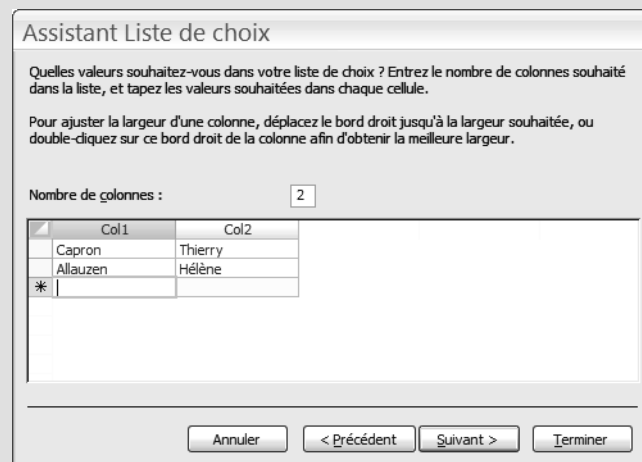 Assistant Liste de choix
Quelles valeurs souhaitez-vous dans votre liste de choix ? Entrez le nombre de colonnes souhaité
dans la liste, et tapez les valeurs souhaitées dans chaque cellule.
Pour ajuster la largeur d'une colonne, déplacez le bord droit jusqu'à la largeur souhaitée, ou
double-cliquez sur ce bord droit de la colonne afin d'obtenir la meilleure largeur.
Nombre de colonnes : 2
Col1 Col2
Capron Thierry
Allauzen Hélène
Annuler < Précédent Suivant > Terminer